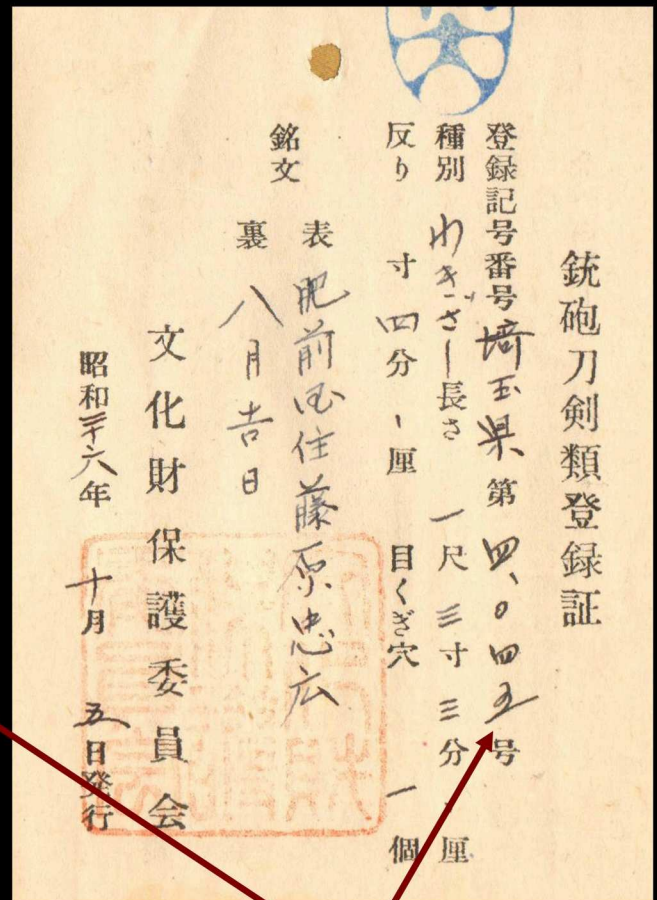 銃砲刀剣類登録証
登録記号番号 埼玉県 第 四、〇四五 号
種別 わきざし 長さ 一尺 三寸 三分 厘
反り 寸 四分 厘 目くぎ穴 一個
銘文
表 肥前国住藤原忠広
裏 八月吉日
文化財保護委員会
昭和二十六年 十月 五日発行